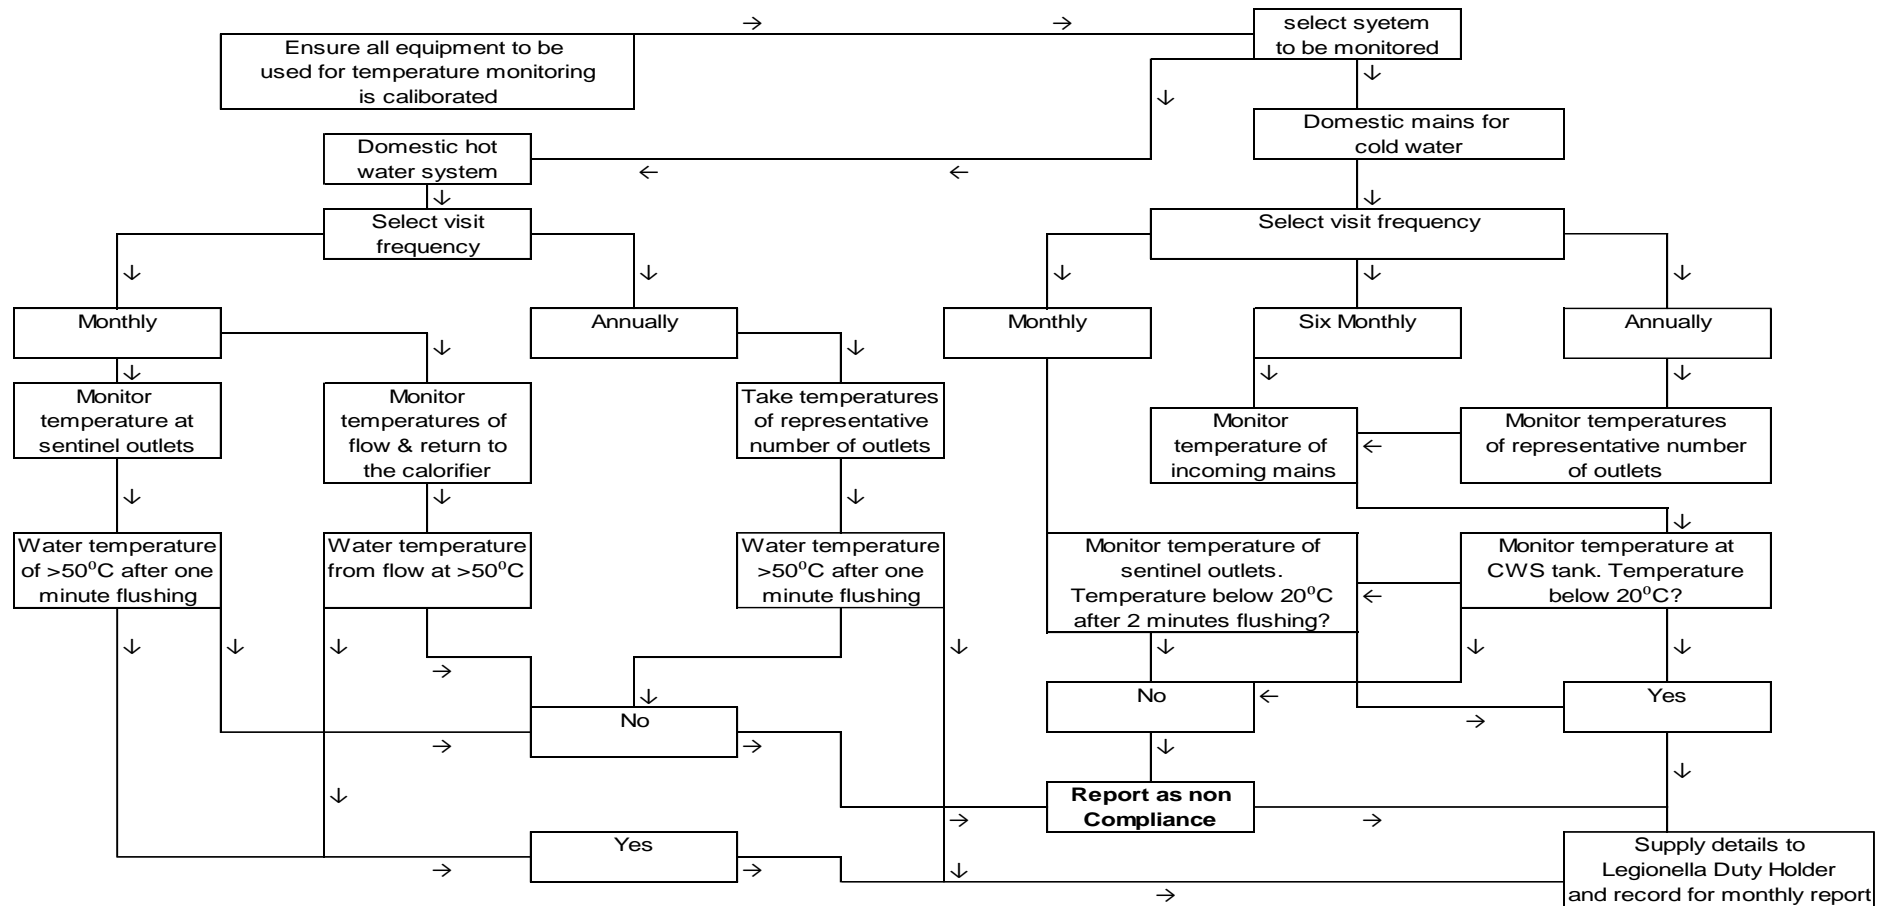 select syetem
to be monitored
Ensure all equipment to be
used for temperature monitoring
is caliborated
Domestic mains for
cold water
Domestic hot
water system
Select visit
frequency
Select visit frequency
Monthly
Annually
Monthly
Six Monthly
Annually
Monitor
temperature at
sentinel outlets
Monitor
temperatures of
flow & return to
the calorifier
Take temperatures
of representative
number of outlets
Monitor
temperature of
incoming mains
Monitor temperatures
of representative number
of outlets
Water temperature
of >50⁰C after one
minute flushing
Water temperature
from flow at >50⁰C
Water temperature
>50⁰C after one
minute flushing
Monitor temperature of
sentinel outlets.
Temperature below 20⁰C
after 2 minutes flushing?
Monitor temperature at
CWS tank. Temperature
below 20⁰C?
No
Yes
No
Report as non
Compliance
Yes
Supply details to
Legionella Duty Holder
and record for monthly report